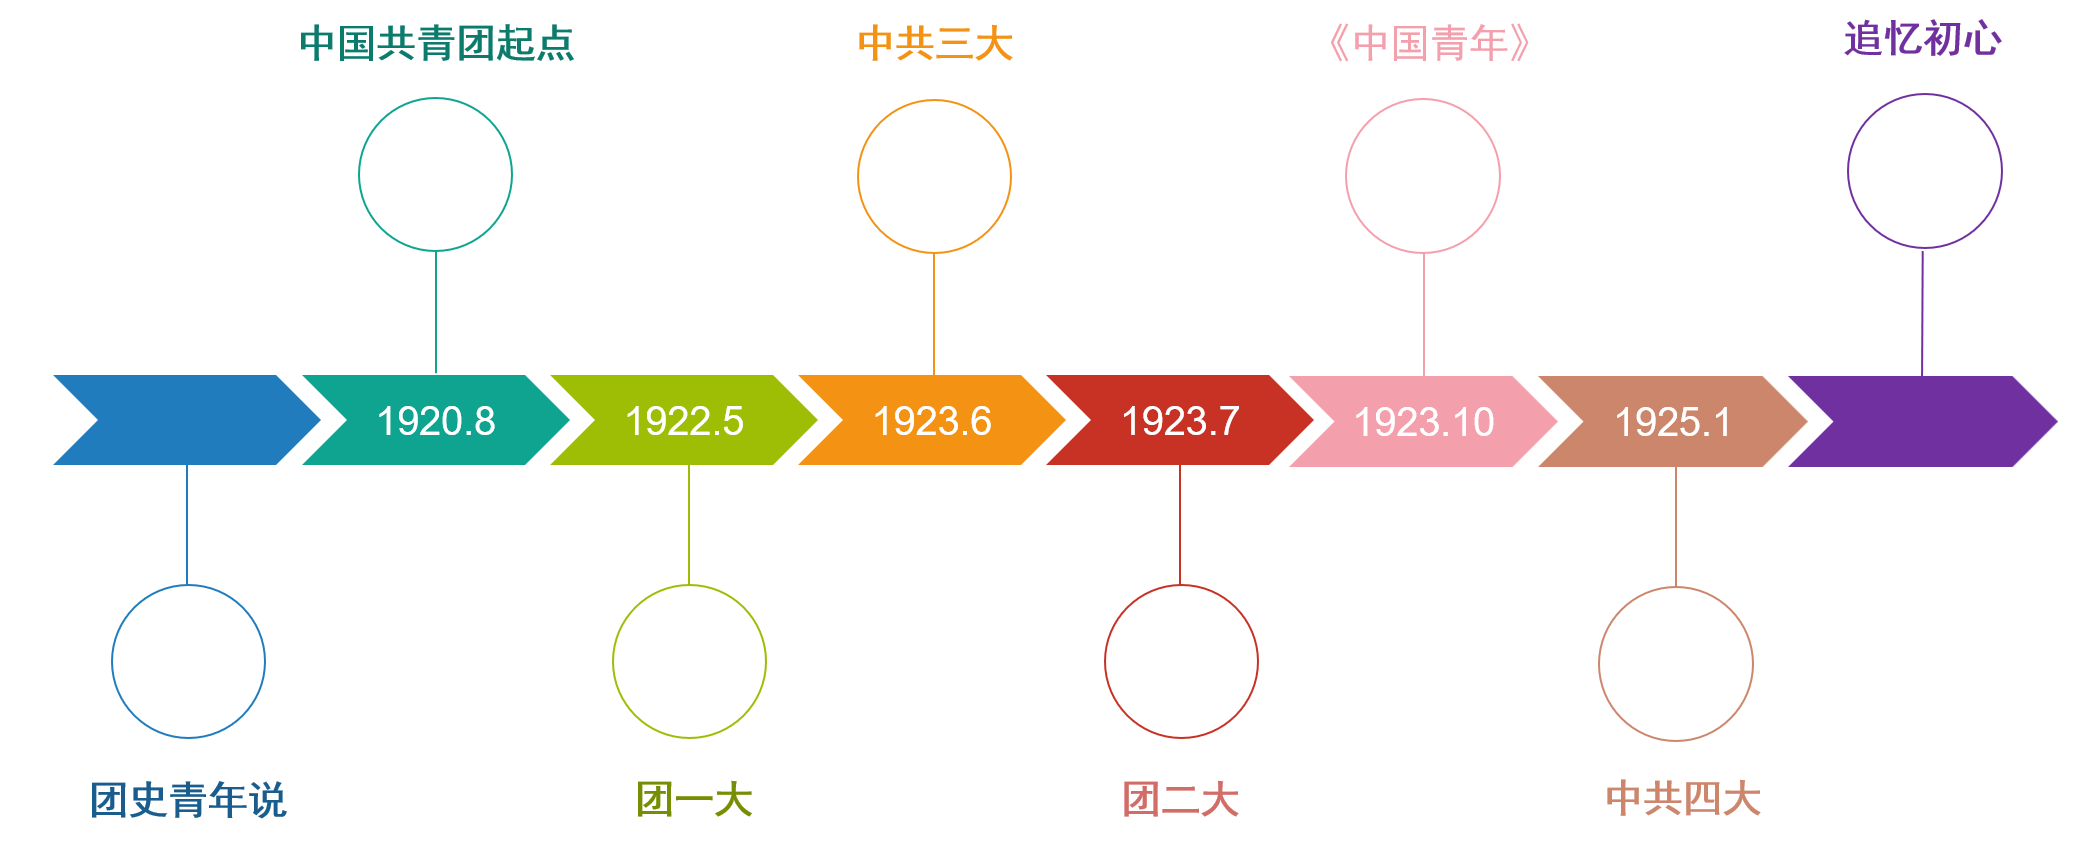 中国共青团起点
中共三大
《中国青年》
追忆初心
1920.8
1922.5
1923.6
1923.7
1923.10
1925.1
团史青年说
团一大
团二大
中共四大